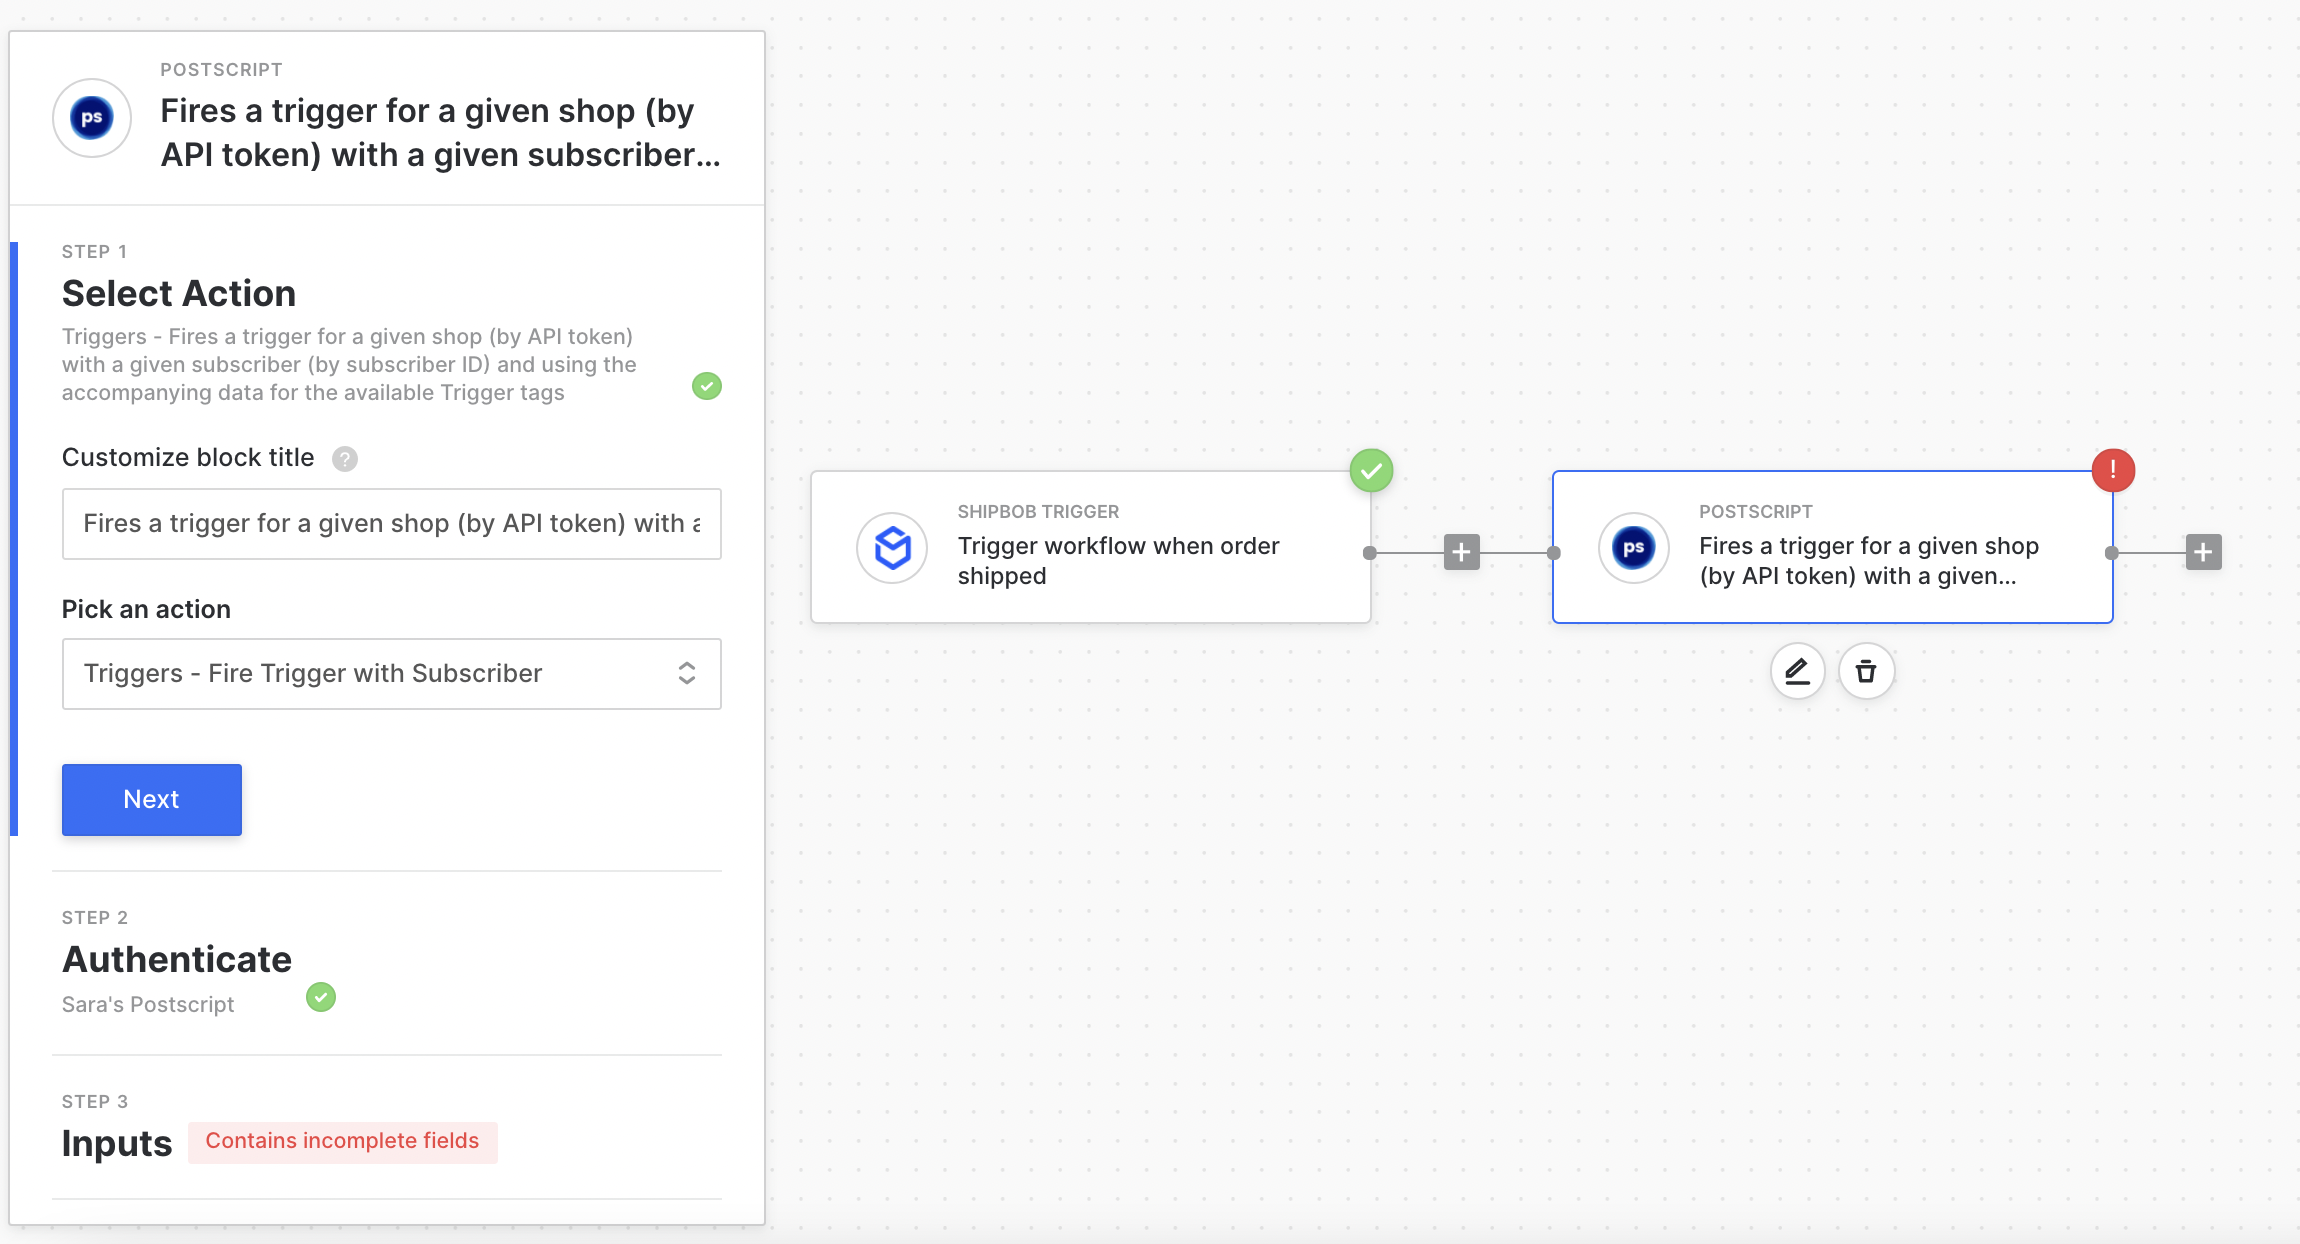 POSTSCRIPT
ps
Fires a trigger for a given shop (by
API token) with a given subscriber...
STEP 1
Select Action
Triggers - Fires a trigger for a given shop (by API token)
with a given subscriber (by subscriber ID) and using the
accompanying data for the available Trigger tags
Customize block title ?
Fires a trigger for a given shop (by API token) with a
Pick an action
Triggers - Fire Trigger with Subscriber
Next
STEP 2
Authenticate
Sara's Postscript
STEP 3
Inputs Contains incomplete fields
SHIPBOB TRIGGER
Trigger workflow when order
shipped
POSTSCRIPT
ps
Fires a trigger for a given shop
(by API token) with a given...